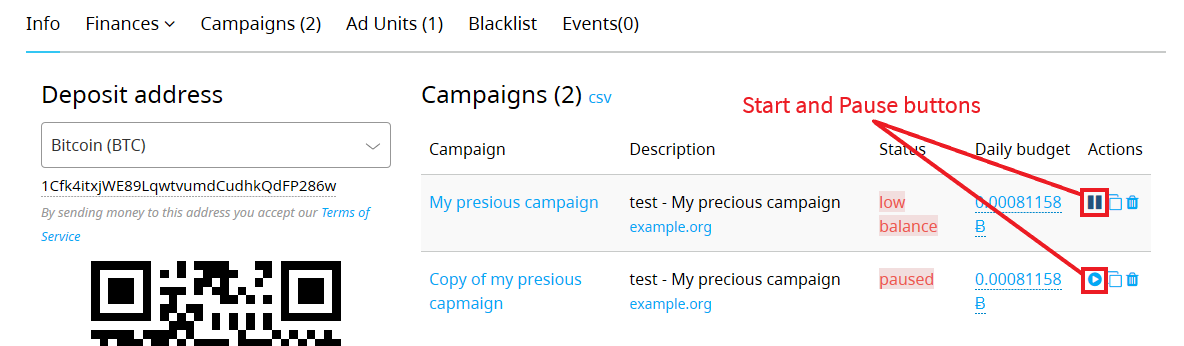 Info Finances Campaigns (2) Ad Units (1) Blacklist Events(0)
Deposit address
Bitcoin (BTC)
1Cfk4itxjWE89LqwtvumdCudhkQdFP286w
By sending money to this address you accept our Terms of
Service
Campaigns (2) csv
Start and Pause buttons
Campaign Description Status Daily budget Actions
My presious campaign test - My precious campaign low 0.00081158
example.org balance Ƀ
Copy of my presious test - My precious campaign paused 0.00081158
capmaign example.org Ƀ